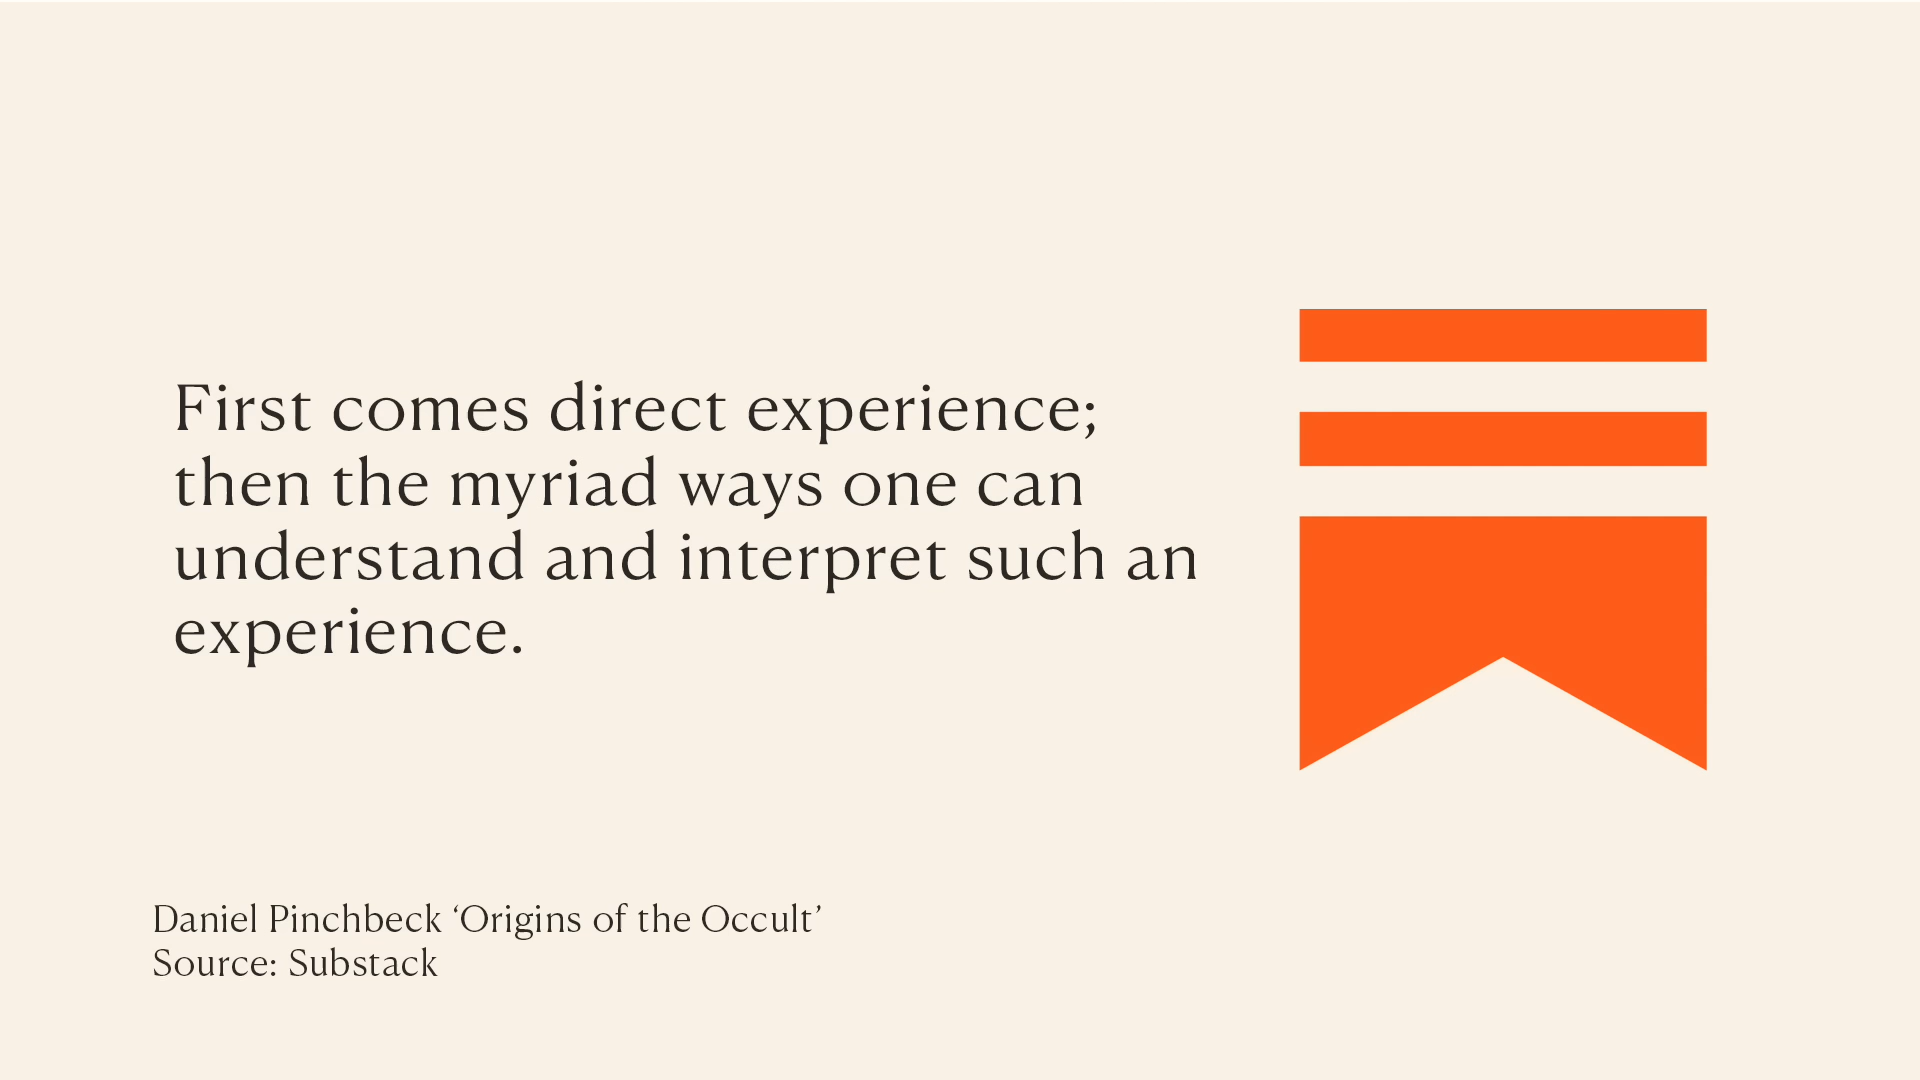 First comes direct experience;
then the myriad ways one can
understand and interpret such an
experience.
Daniel Pinchbeck ‘Origins of the Occult’
Source: Substack